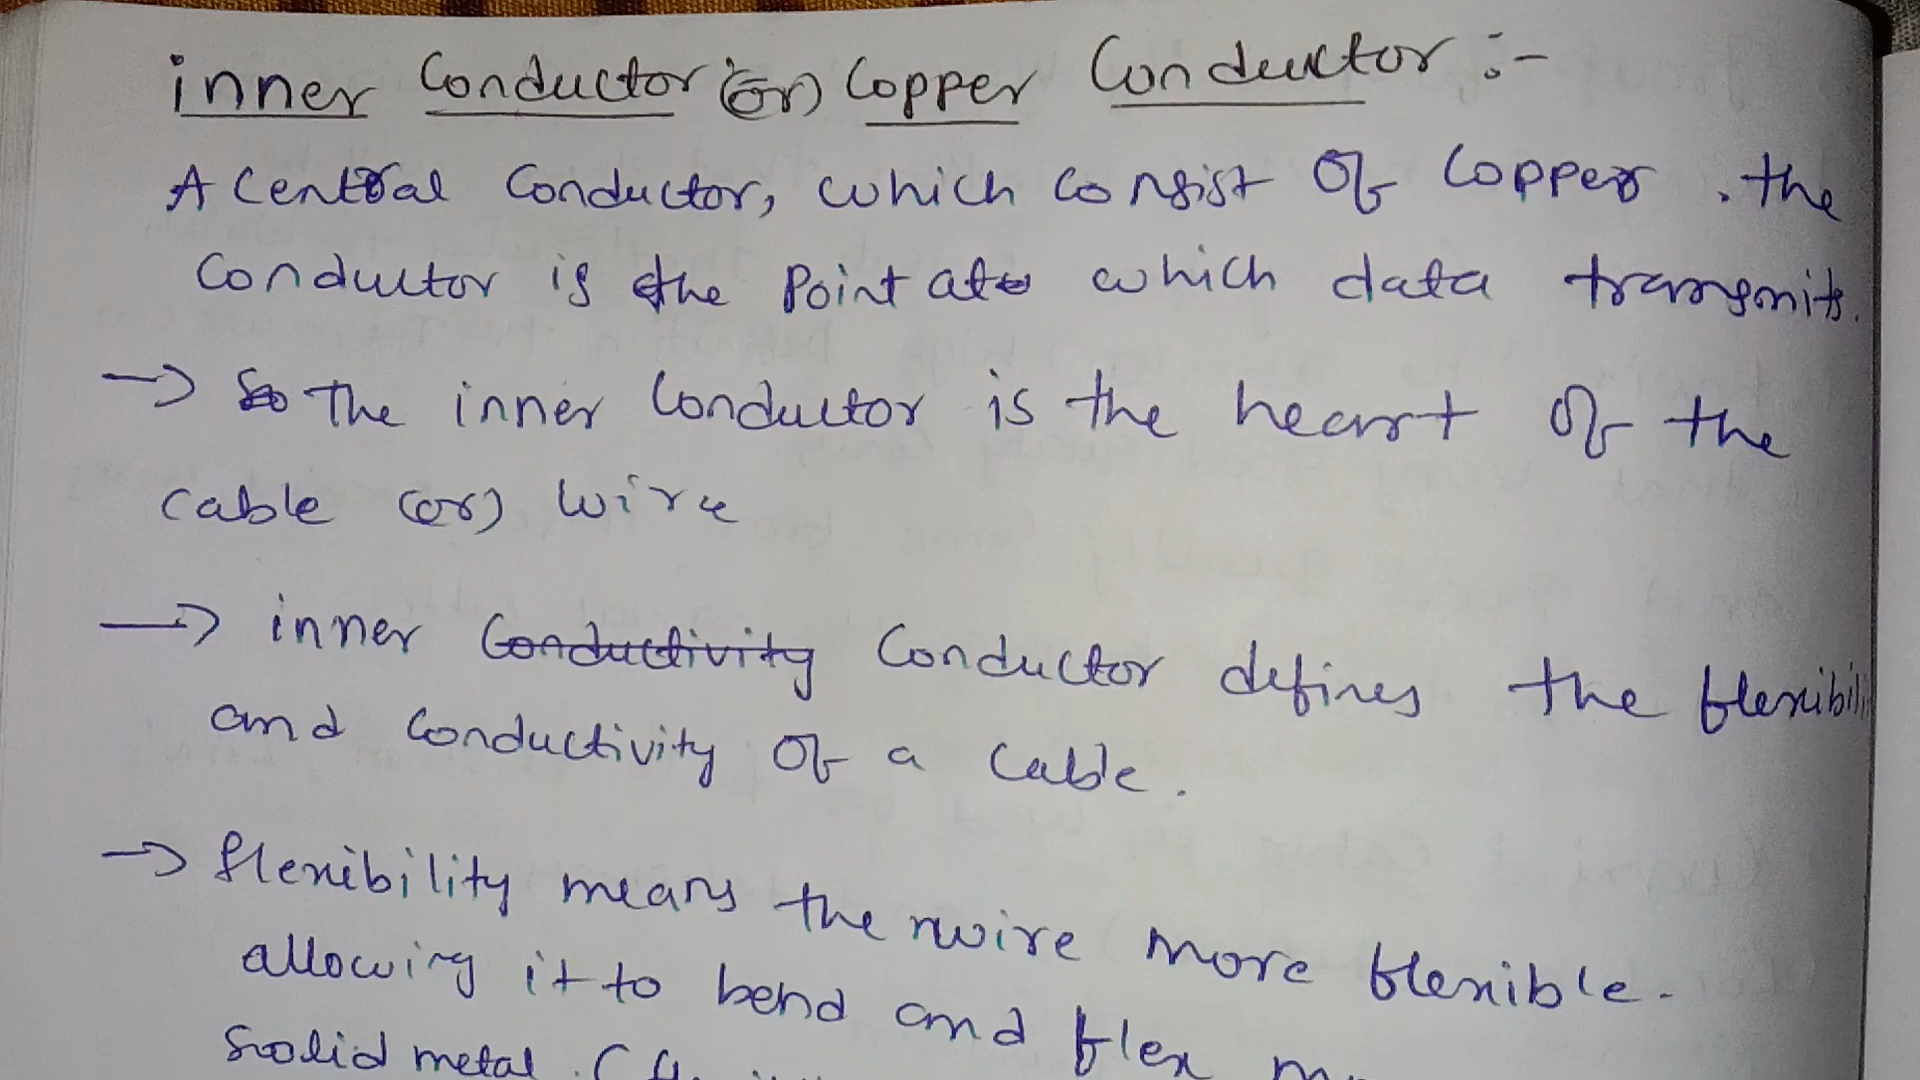 inner Conductor (or) Copper Conductor :-
A Central Conductor, which consist Of Copper . the
Conductor is the Point at which data transmits.
→ So the inner Conductor is the heart Of the
Cable (or) wire
→ inner Conductivity Conductor defines the flexibili
and Conductivity Of a Cable.
→ flexibility means the wire more flexible.
allowing it to bend and flex
solid metal. (